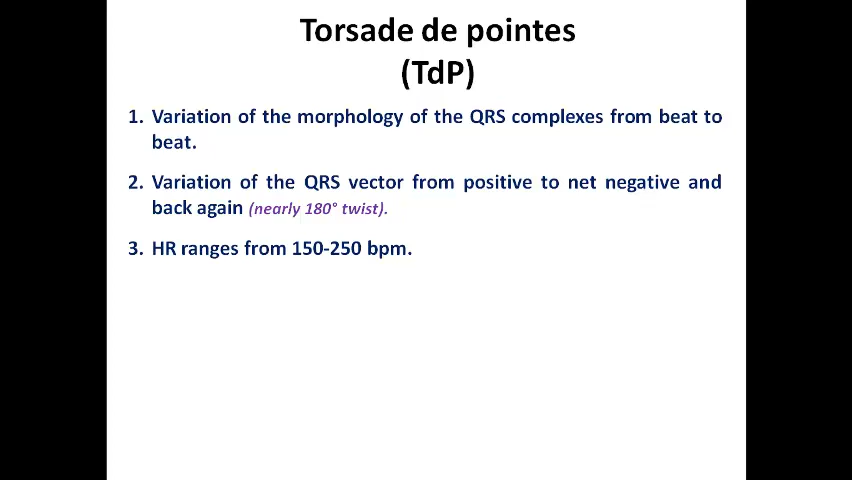 Torsade de pointes
(TdP)
1. Variation of the morphology of the QRS complexes from beat to
beat.
2. Variation of the QRS vector from positive to net negative and
back again (nearly 180° twist).
3. HR ranges from 150-250 bpm.